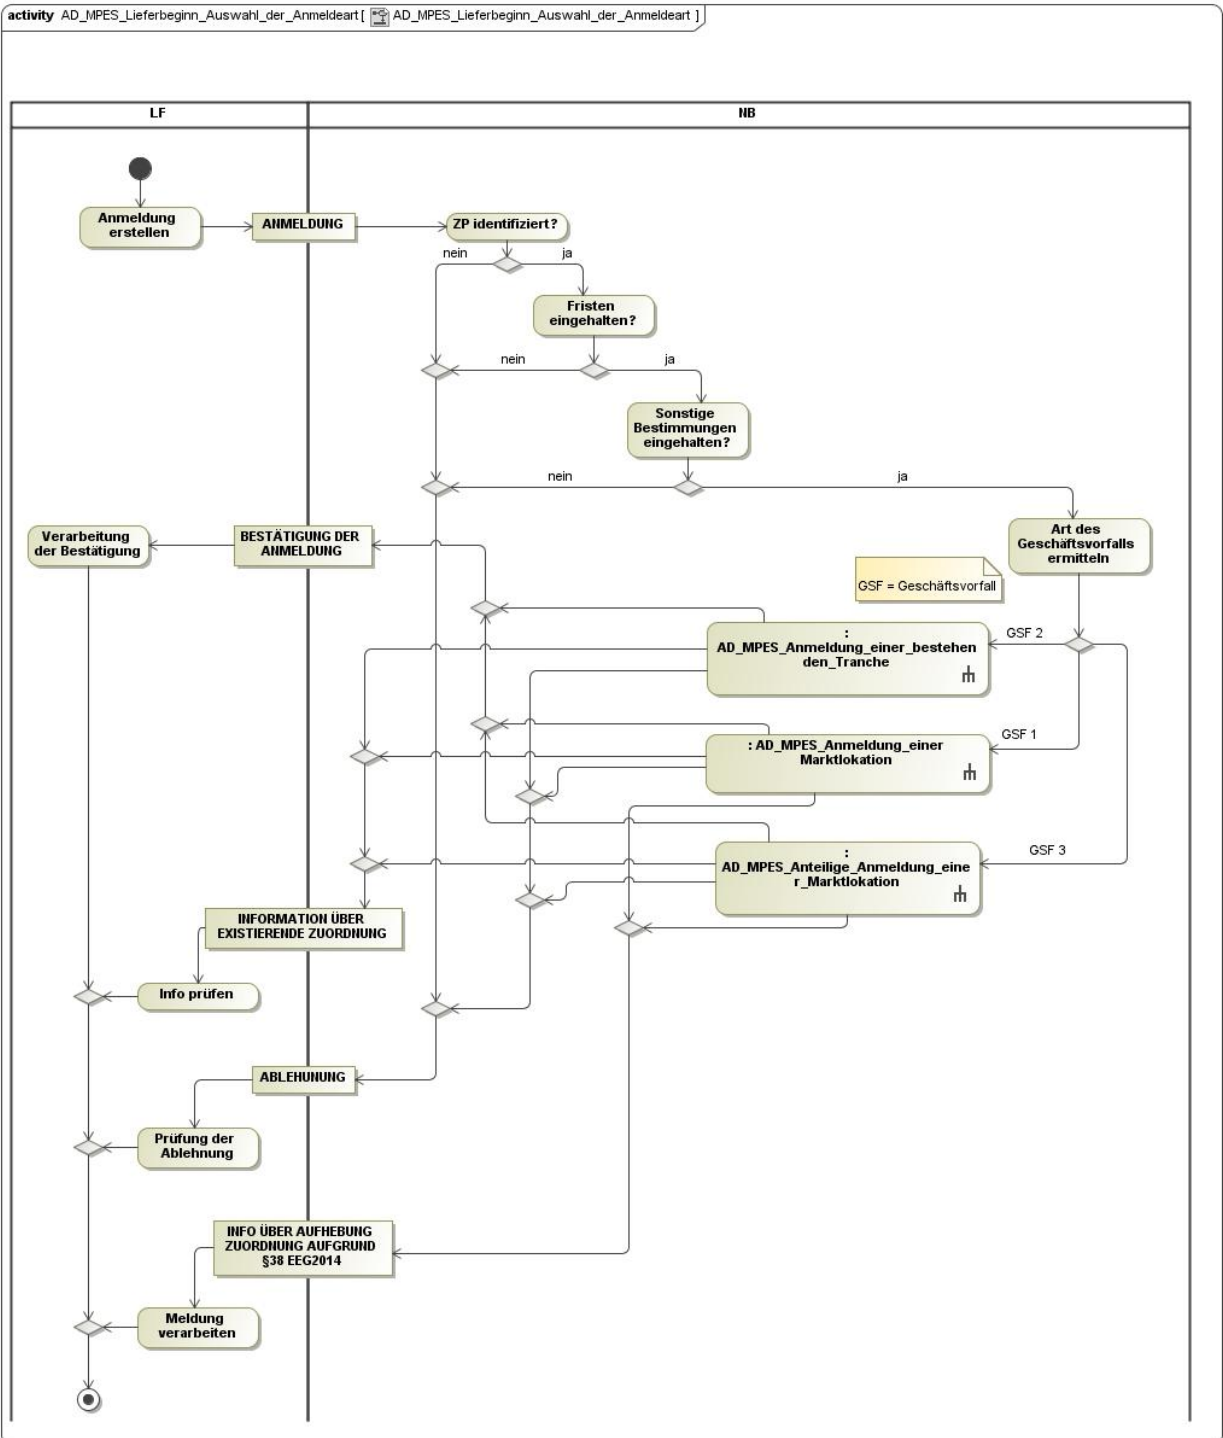 activity AD_MPES_Lieferbeginn_Auswahl_der_Anmeldeart [ AD_MPES_Lieferbeginn_Auswahl_der_Anmeldeart ]
LF
NB
Anmeldung
erstellen
ANMELDUNG
ZP identifiziert?
nein
ja
Fristen
eingehalten?
nein
ja
Sonstige
Bestimmungen
eingehalten?
nein
ja
Verarbeitung
der Bestätigung
BESTÄTIGUNG DER
ANMELDUNG
Art des
Geschäftsvorfalls
ermitteln
GSF = Geschäftsvorfall
:
AD_MPES_Anmeldung_einer_bestehen
den_Tranche
GSF 2
: AD_MPES_Anmeldung_einer
Marktlokation
GSF 1
:
AD_MPES_Anteilige_Anmeldung_eine
r_Marktlokation
GSF 3
INFORMATION ÜBER
EXISTIERENDE ZUORDNUNG
Info prüfen
ABLEHUNUNG
Prüfung der
Ablehnung
INFO ÜBER AUFHEBUNG
ZUORDNUNG AUFGRUND
§38 EEG2014
Meldung
verarbeiten